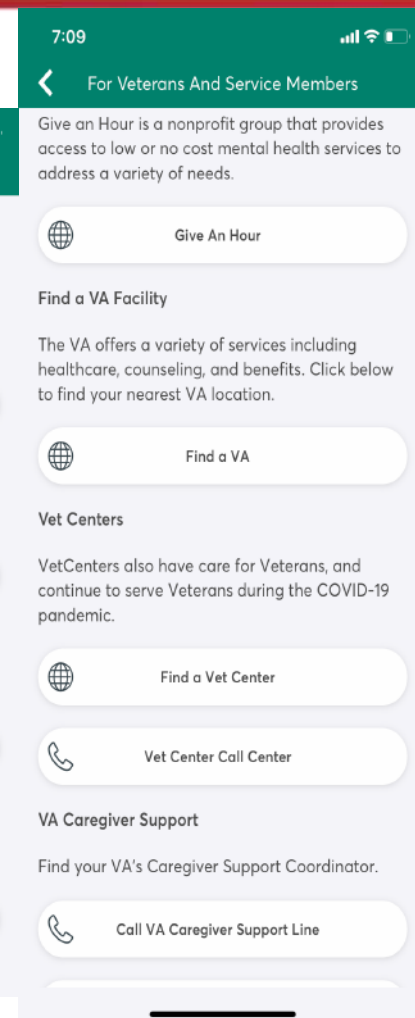 7:09
For Veterans And Service Members
Give an Hour is a nonprofit group that provides
access to low or no cost mental health services to
address a variety of needs.
Give An Hour
Find a VA Facility
The VA offers a variety of services including
healthcare, counseling, and benefits. Click below
to find your nearest VA location.
Find a VA
Vet Centers
VetCenters also have care for Veterans, and
continue to serve Veterans during the COVID-19
pandemic.
Find a Vet Center
Vet Center Call Center
VA Caregiver Support
Find your VA's Caregiver Support Coordinator.
Call VA Caregiver Support Line